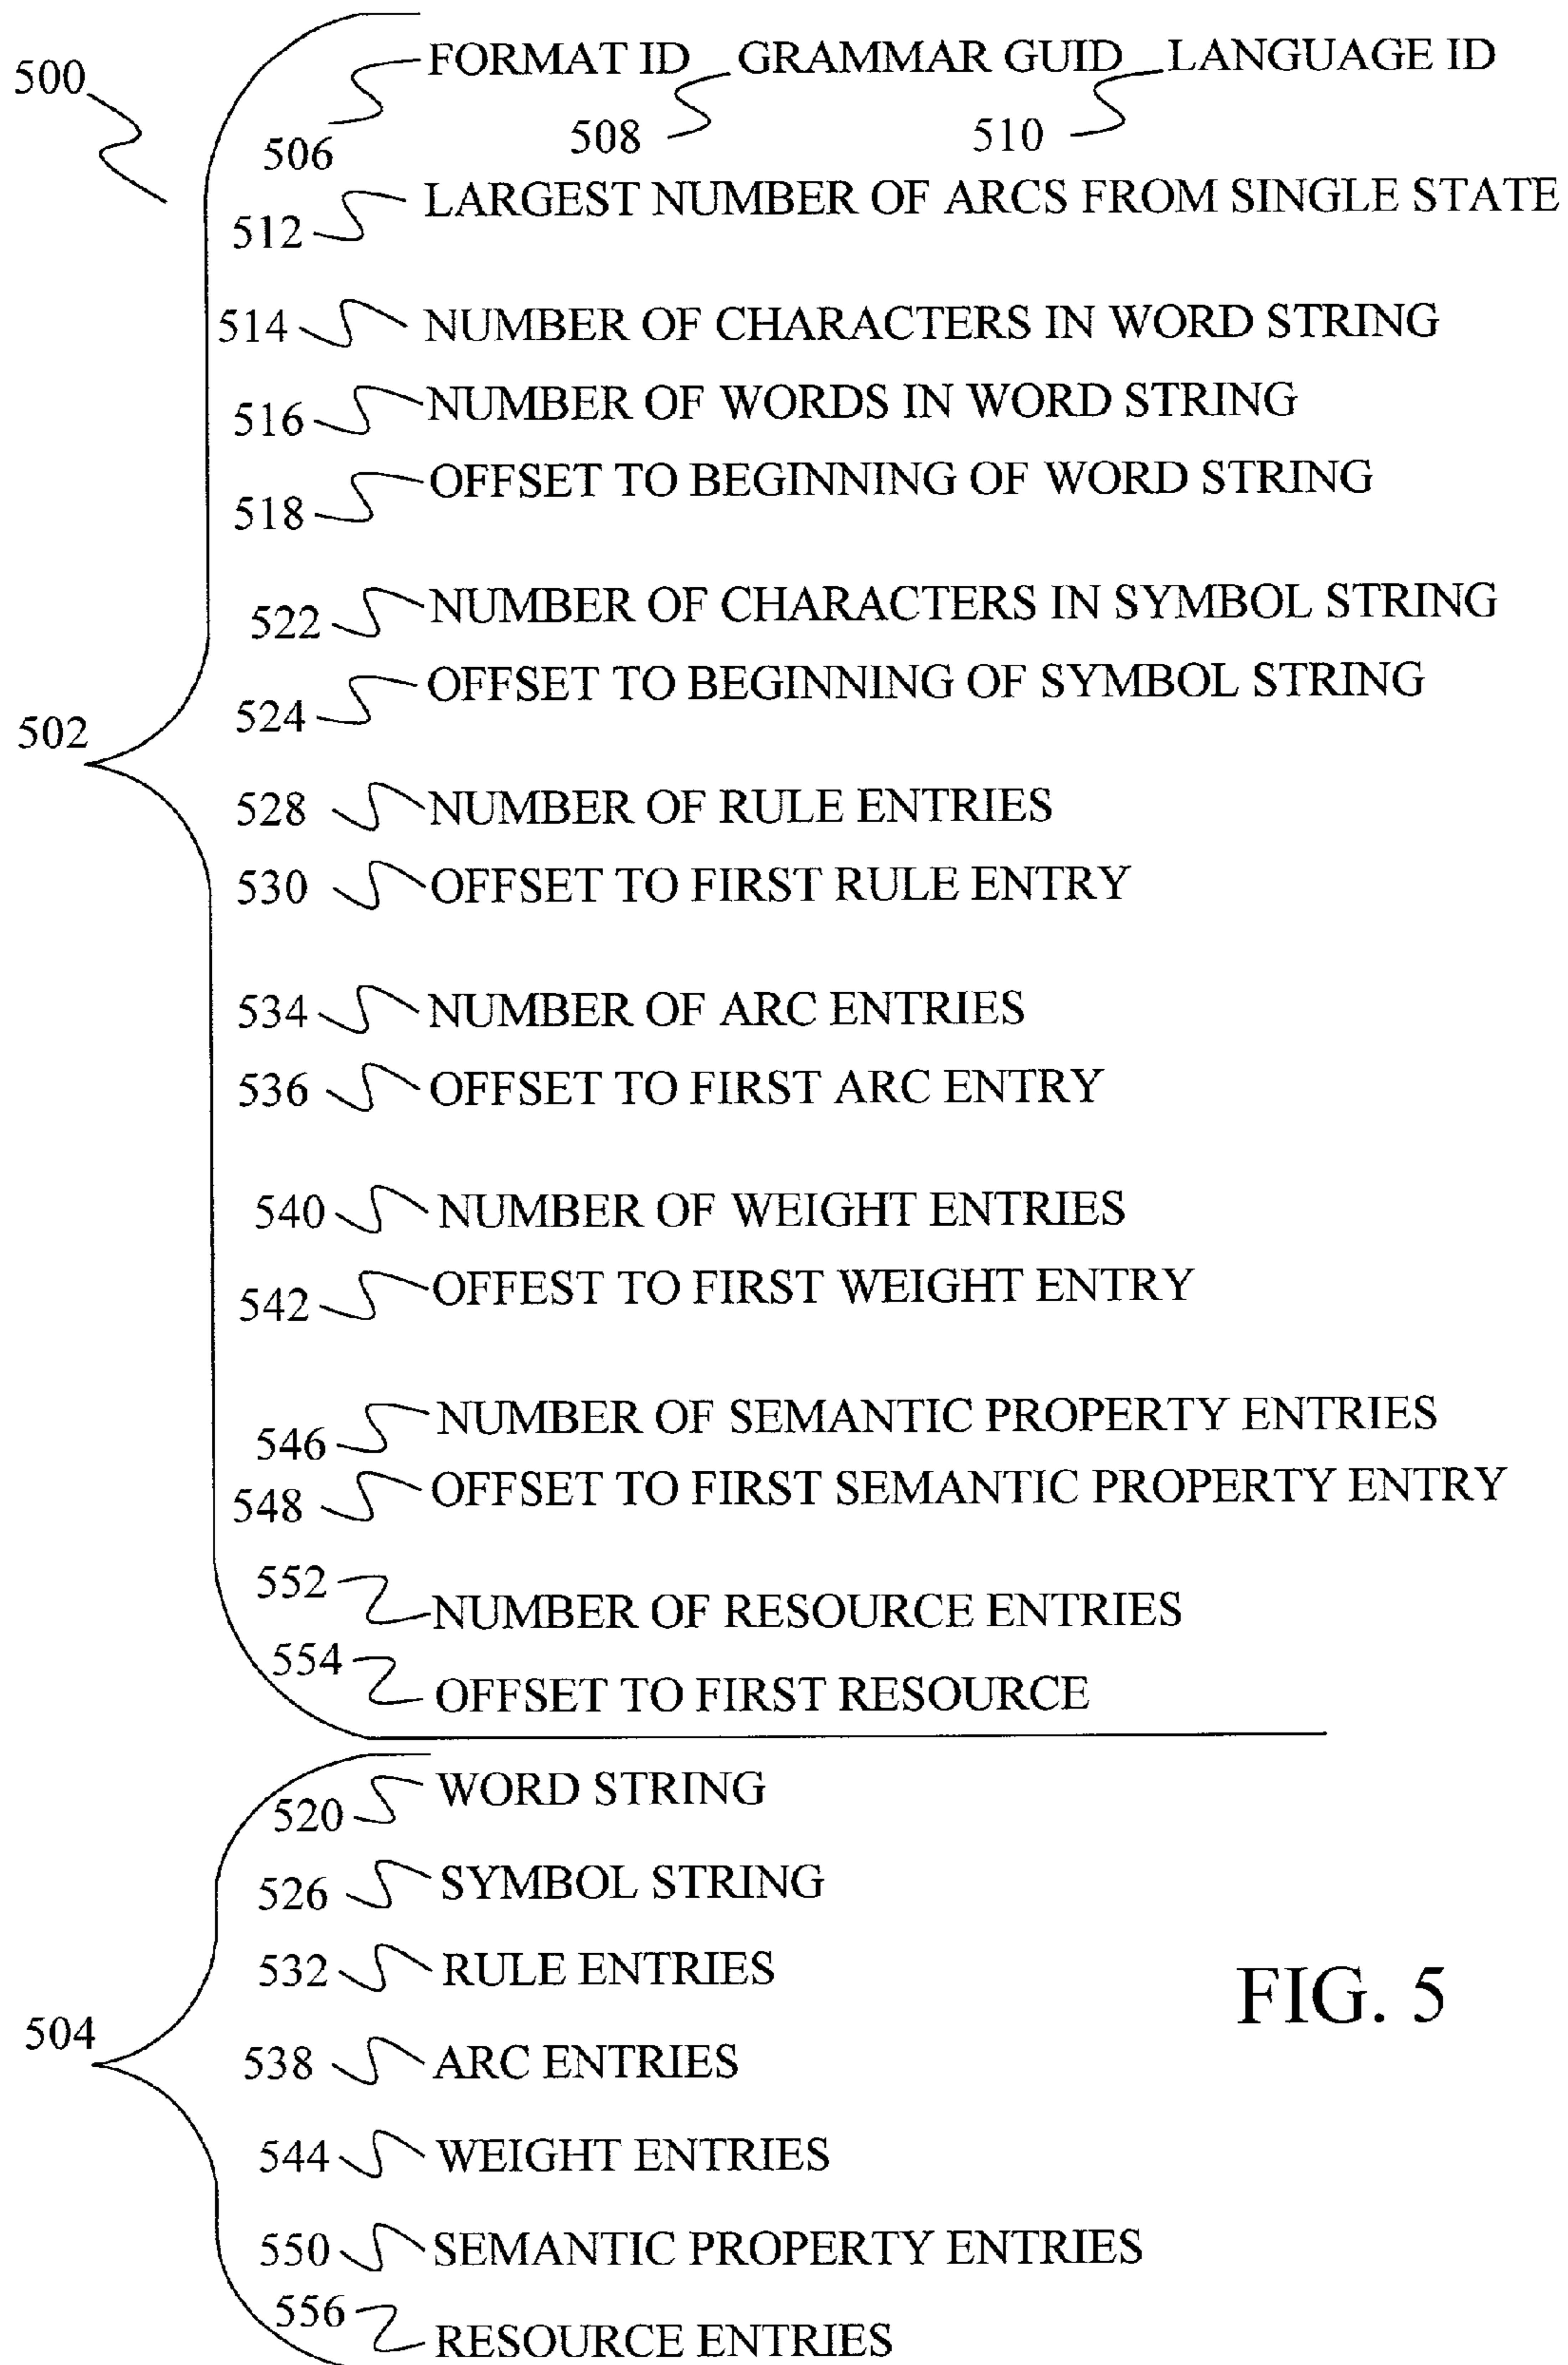 500
FORMAT ID GRAMMAR GUID LANGUAGE ID
506 508 510
LARGEST NUMBER OF ARCS FROM SINGLE STATE
512
514 NUMBER OF CHARACTERS IN WORD STRING
516 NUMBER OF WORDS IN WORD STRING
518 OFFSET TO BEGINNING OF WORD STRING
522 NUMBER OF CHARACTERS IN SYMBOL STRING
524 OFFSET TO BEGINNING OF SYMBOL STRING
502
528 NUMBER OF RULE ENTRIES
530 OFFSET TO FIRST RULE ENTRY
534 NUMBER OF ARC ENTRIES
536 OFFSET TO FIRST ARC ENTRY
540 NUMBER OF WEIGHT ENTRIES
542 OFFEST TO FIRST WEIGHT ENTRY
546 NUMBER OF SEMANTIC PROPERTY ENTRIES
548 OFFSET TO FIRST SEMANTIC PROPERTY ENTRY
552 NUMBER OF RESOURCE ENTRIES
554 OFFSET TO FIRST RESOURCE
520 WORD STRING
526 SYMBOL STRING
532 RULE ENTRIES
FIG. 5
504
538 ARC ENTRIES
544 WEIGHT ENTRIES
550 SEMANTIC PROPERTY ENTRIES
556 RESOURCE ENTRIES